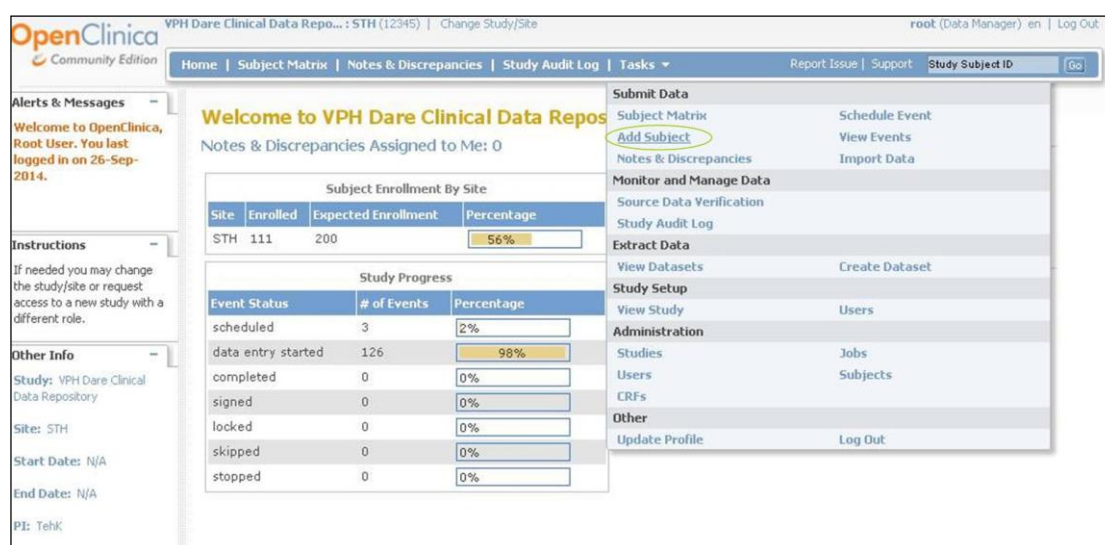 OpenClinica
Community Edition
VPH Dare Clinical Data Repo... : STH (12345) | Change Study/Site
root (Data Manager) en | Log Out
Home | Subject Matrix | Notes & Discrepancies | Study Audit Log | Tasks
Report Issue | Support
Study Subject ID
Go
Alerts & Messages
Welcome to OpenClinica,
Root User. You last
logged in on 26-Sep-
2014.
Instructions
If needed you may change
the study/site or request
access to a new study with a
different role.
Other Info
Study: VPH Dare Clinical
Data Repository
Site: STH
Start Date: N/A
End Date: N/A
PI: TehK
Welcome to VPH Dare Clinical Data Repos
Notes & Discrepancies Assigned to Me: 0
Subject Enrollment By Site
Site Enrolled Expected Enrollment Percentage
STH 111 200 56%
Study Progress
Event Status # of Events Percentage
scheduled 3 2%
data entry started 126 98%
completed 0 0%
signed 0 0%
locked 0 0%
skipped 0 0%
stopped 0 0%
Submit Data
Subject Matrix Schedule Event
Add Subject View Events
Notes & Discrepancies Import Data
Monitor and Manage Data
Source Data Verification
Study Audit Log
Extract Data
View Datasets Create Dataset
Study Setup
View Study Users
Administration
Studies Jobs
Users Subjects
CRFs
Other
Update Profile Log Out